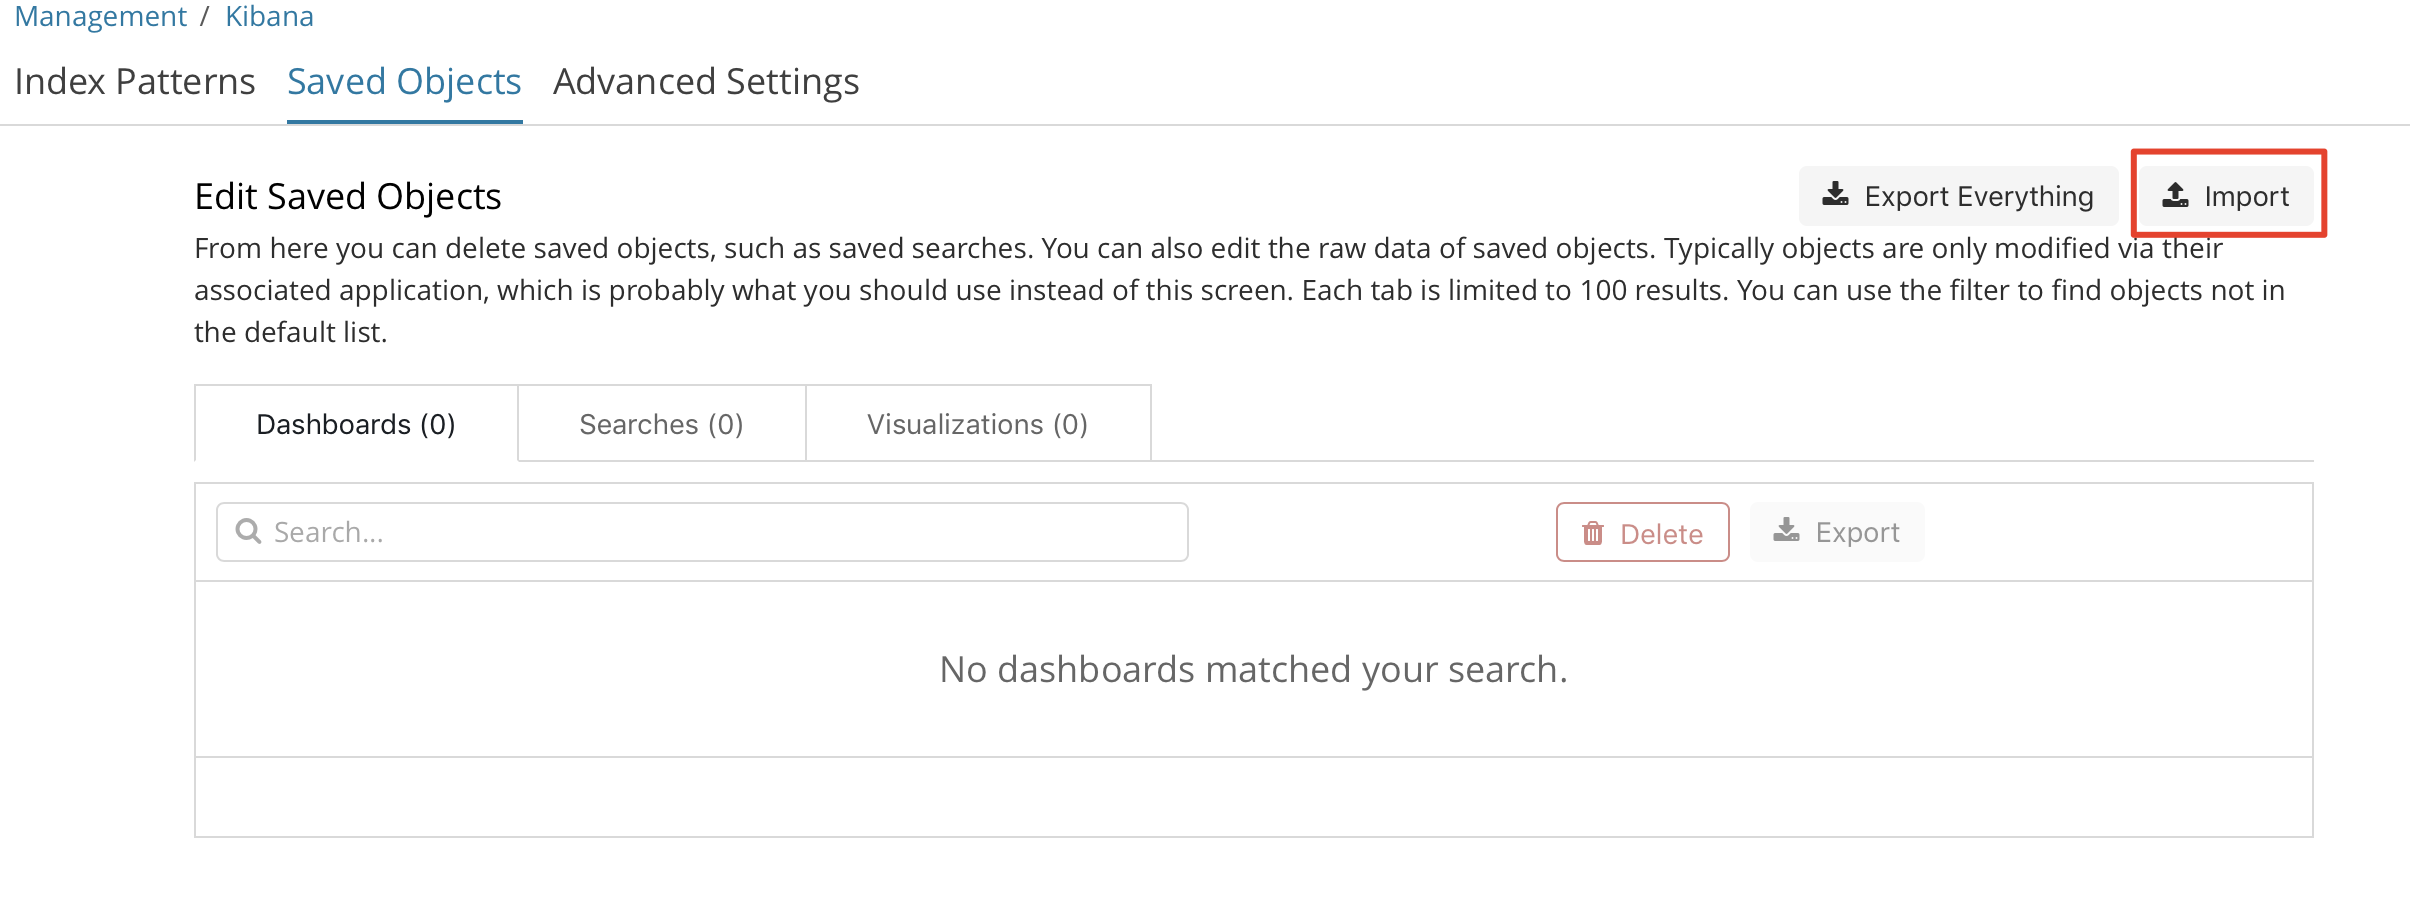 Management / Kibana
Index Patterns Saved Objects Advanced Settings
Edit Saved Objects
Export Everything
Import
From here you can delete saved objects, such as saved searches. You can also edit the raw data of saved objects. Typically objects are only modified via their
associated application, which is probably what you should use instead of this screen. Each tab is limited to 100 results. You can use the filter to find objects not in
the default list.
Dashboards (0) Searches (0) Visualizations (0)
Search...
Delete
Export
No dashboards matched your search.